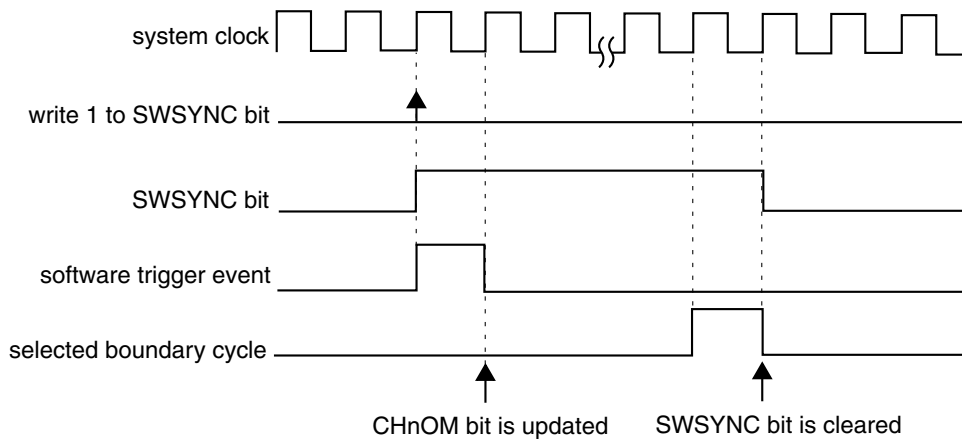 system clock
write 1 to SWSYNC bit
SWSYNC bit
software trigger event
selected boundary cycle
CHnOM bit is updated
SWSYNC bit is cleared